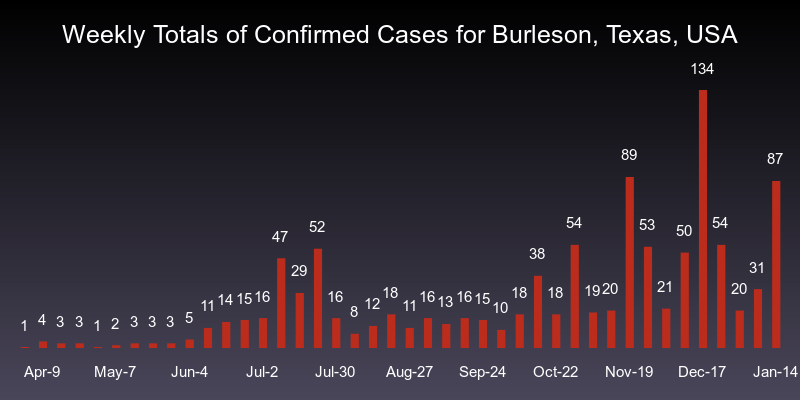 Weekly Totals of Confirmed Cases for Burleson, Texas, USA
1 4 3 3 1 2 3 3 3 5 11 14 15 16 47 29 52 16 8 12 18 11 16 13 16 15 10 18 38 18 54 19 20 89 53 21 50 134 54 20 31 87
Apr-9 May-7 Jun-4 Jul-2 Jul-30 Aug-27 Sep-24 Oct-22 Nov-19 Dec-17 Jan-14